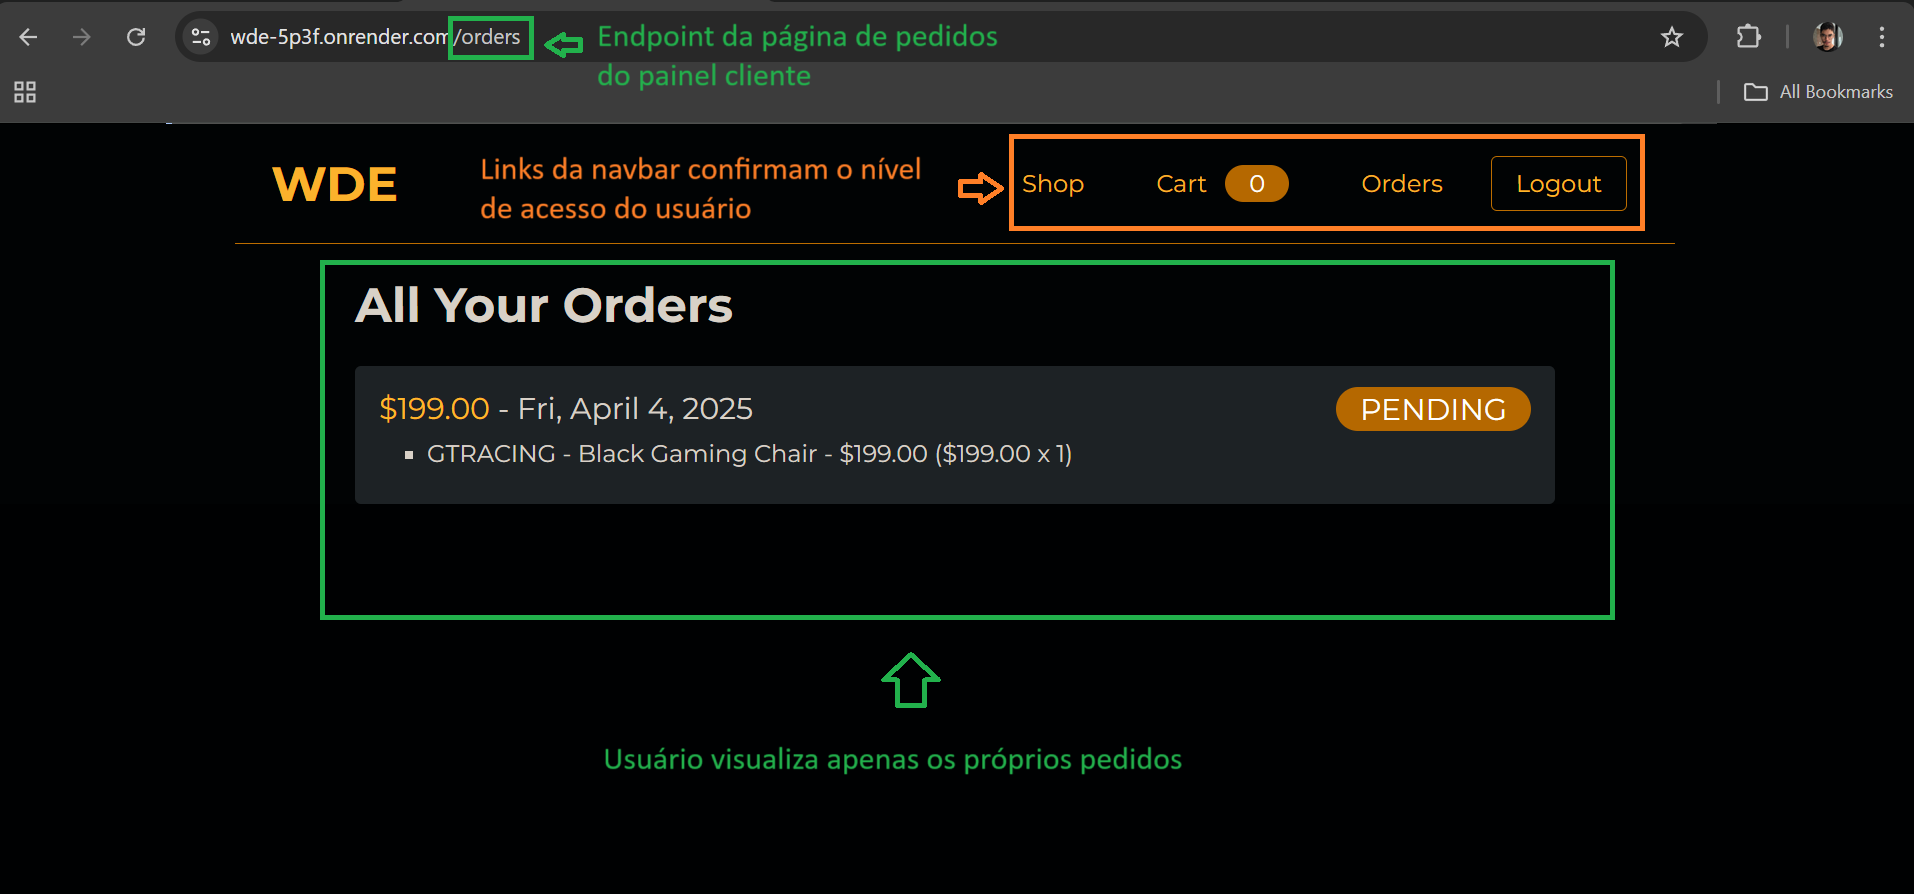 wde-5p3f.onrender.com/orders
Endpoint da página de pedidos
do painel cliente
All Bookmarks
WDE
Links da navbar confirmam o nível
de acesso do usuário
Shop
Cart 0
Orders
Logout
All Your Orders
$199.00 - Fri, April 4, 2025
PENDING
GTRACING - Black Gaming Chair - $199.00 ($199.00 x 1)
Usuário visualiza apenas os próprios pedidos